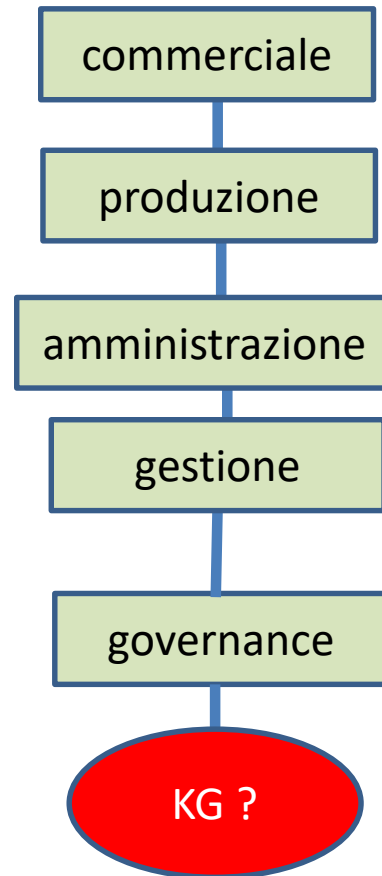 commerciale
produzione
amministrazione
gestione
governance
KG ?